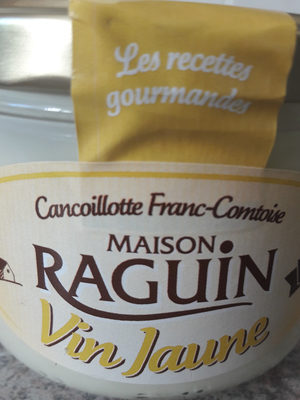 Les recettes
gourmandes
Cancoillotte Franc-Comtoise
MAISON
RAGUIN
Vin Jaune